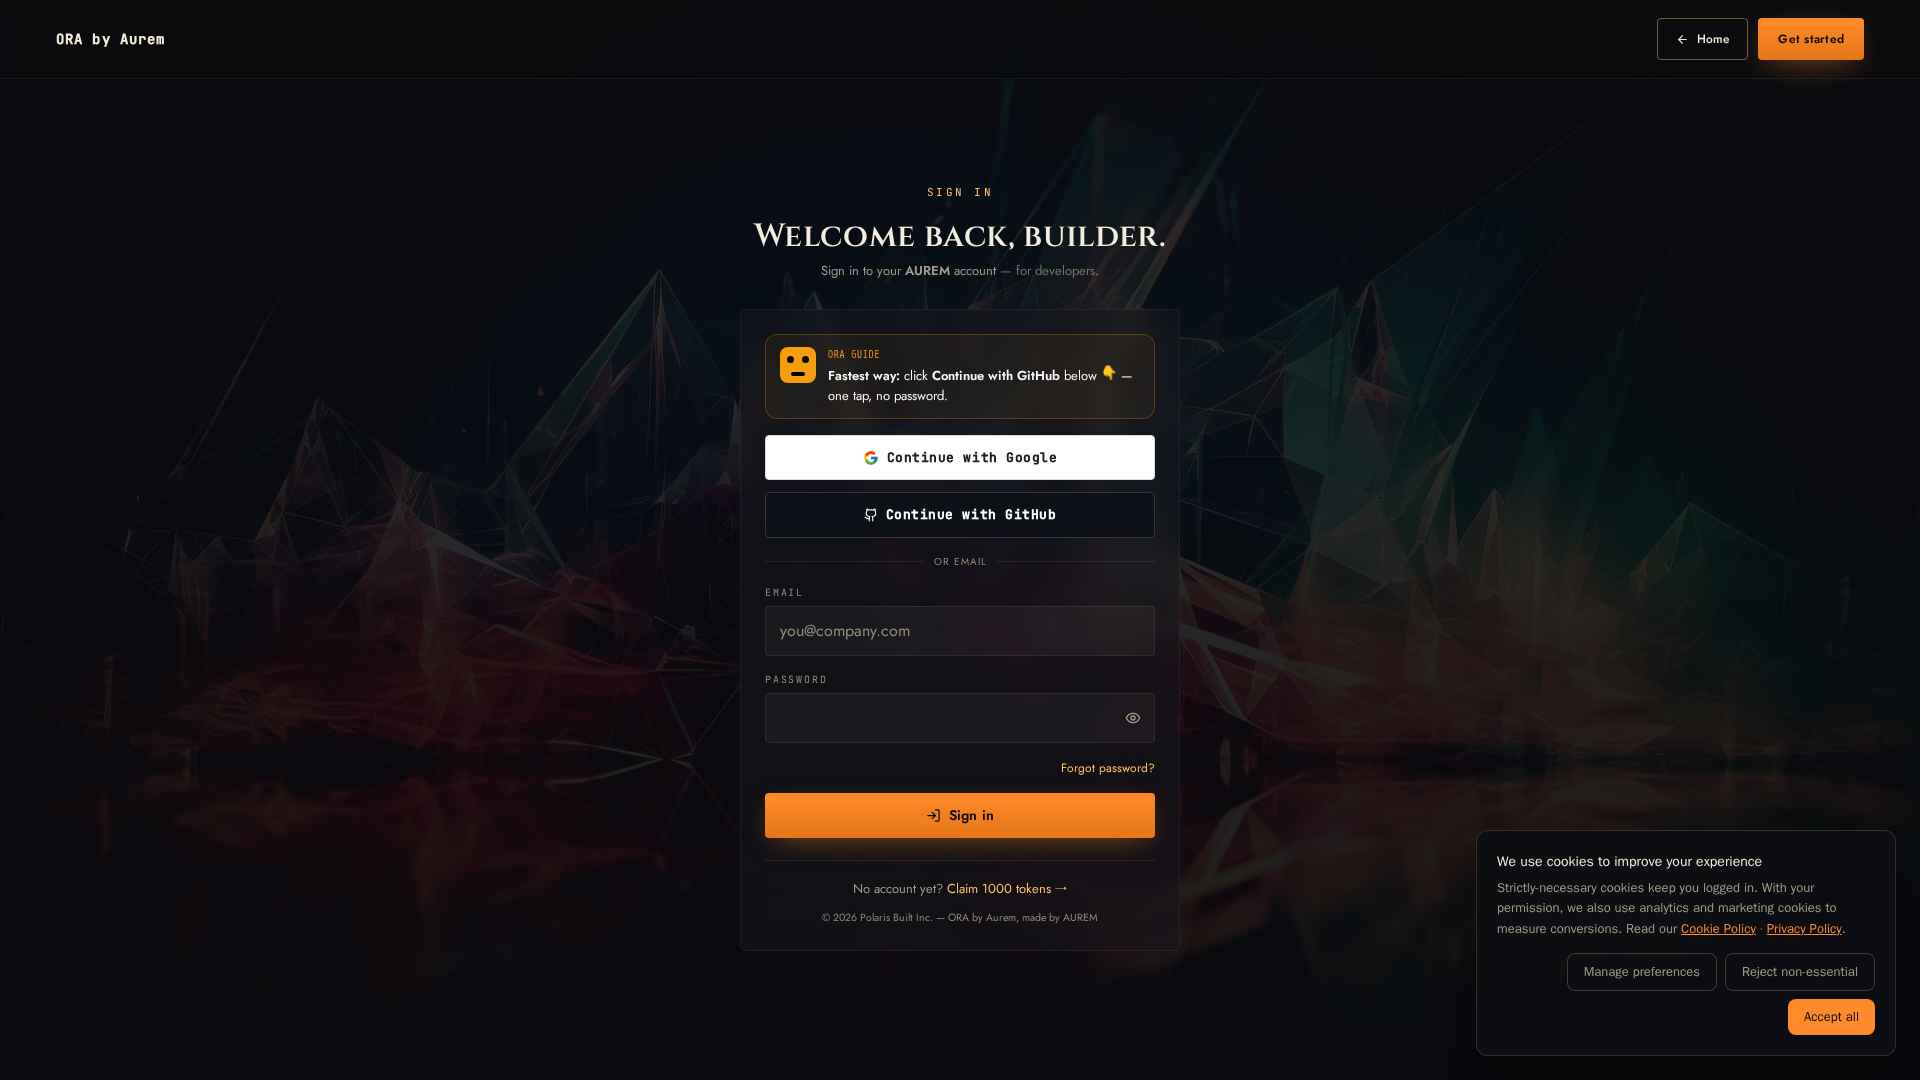 ORA by Aurem
← Home
Get started
SIGN IN
WELCOME BACK, BUILDER.
Sign in to your AUREM account — for developers.
ORA GUIDE
Fastest way: click Continue with GitHub below 👇 —
one tap, no password.
Continue with Google
Continue with GitHub
OR EMAIL
EMAIL
you@company.com
PASSWORD
Forgot password?
Sign in
No account yet? Claim 1000 tokens →
© 2026 Polaris Built Inc. — ORA by Aurem, made by AUREM
We use cookies to improve your experience
Strictly-necessary cookies keep you logged in. With your
permission, we also use analytics and marketing cookies to
measure conversions. Read our Cookie Policy · Privacy Policy.
Manage preferences
Reject non-essential
Accept all